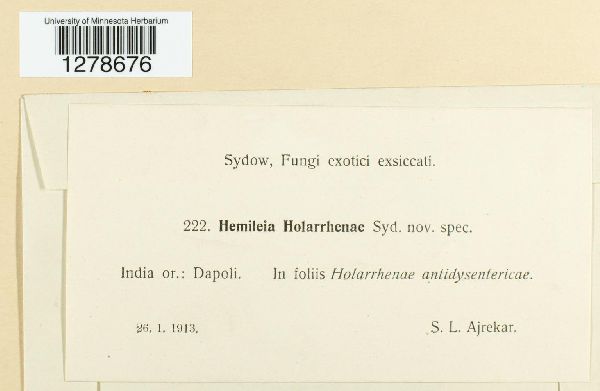 University of Minnesota Herbarium
1278676
Sydow, Fungi exotici exsiccati.
222. Hemileia Holarrhenae Syd. nov. spec.
India or.: Dapoli. In foliis Holarrhenae antidysentericae.
26. 1. 1913. S. L. Ajrekar.